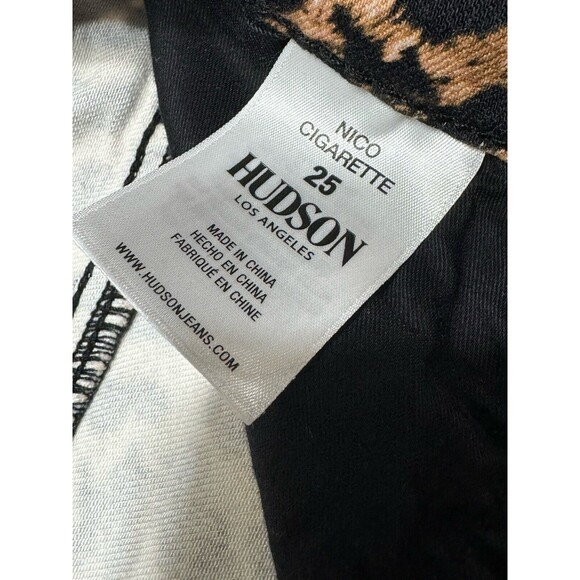 NICO
CIGARETTE
25
HUDSON
LOS ANGELES
MADE IN CHINA
HECHO EN CHINA
FABRIQUÉ EN CHINE
WWW.HUDSONJEANS.COM